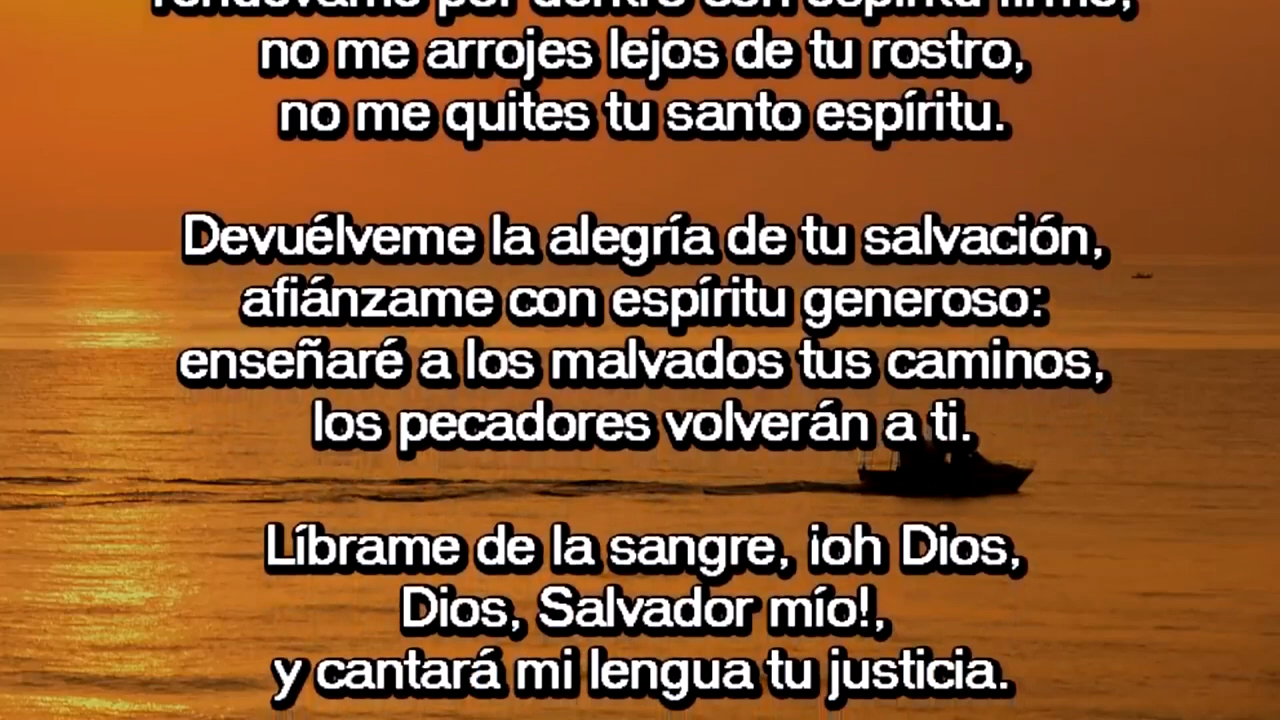 no me arrojes lejos de tu rostro,
no me quites tu santo espíritu.
Devuélveme la alegría de tu salvación,
afiánzame con espíritu generoso:
enseñaré a los malvados tus caminos,
los pecadores volverán a ti.
Líbrame de la sangre, ¡oh Dios,
Dios, Salvador mío!,
y cantará mi lengua tu justicia.